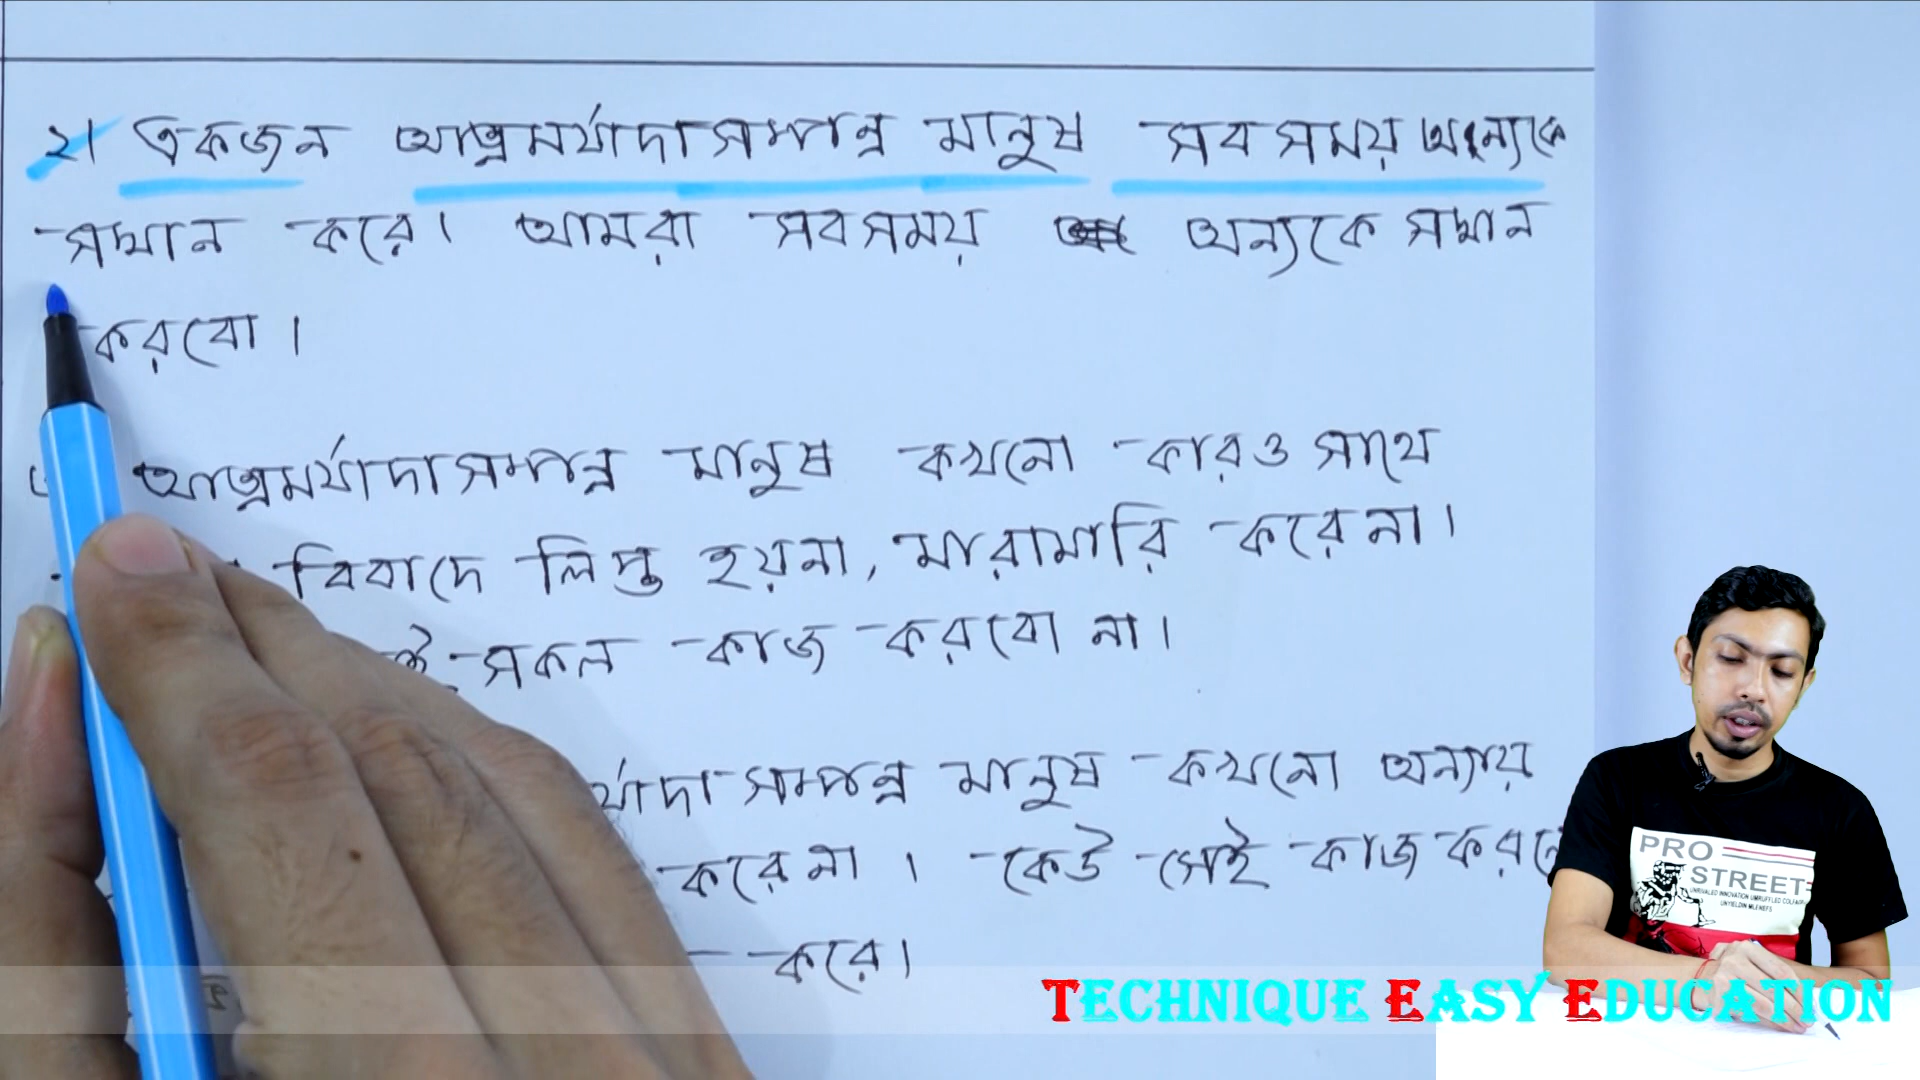 ২। একজন আত্মমর্যাদাসম্পন্ন মানুষ সবসময় অন্যকে
সম্মান করে। আমরা সবসময় অন্যকে সম্মান
করবো।
আত্মমর্যাদাসম্পন্ন মানুষ কখনো কারও সাথে
বিবাদে লিপ্ত হয়না, মারামারি করেনা।
সকল কাজ করবো না।
র্যাদাসম্পন্ন মানুষ কখনো অন্যায়
করেনা। কেউ সেই কাজ করলে
করে।
PRO
STREET
TECHNIQUE EASY EDUCATION